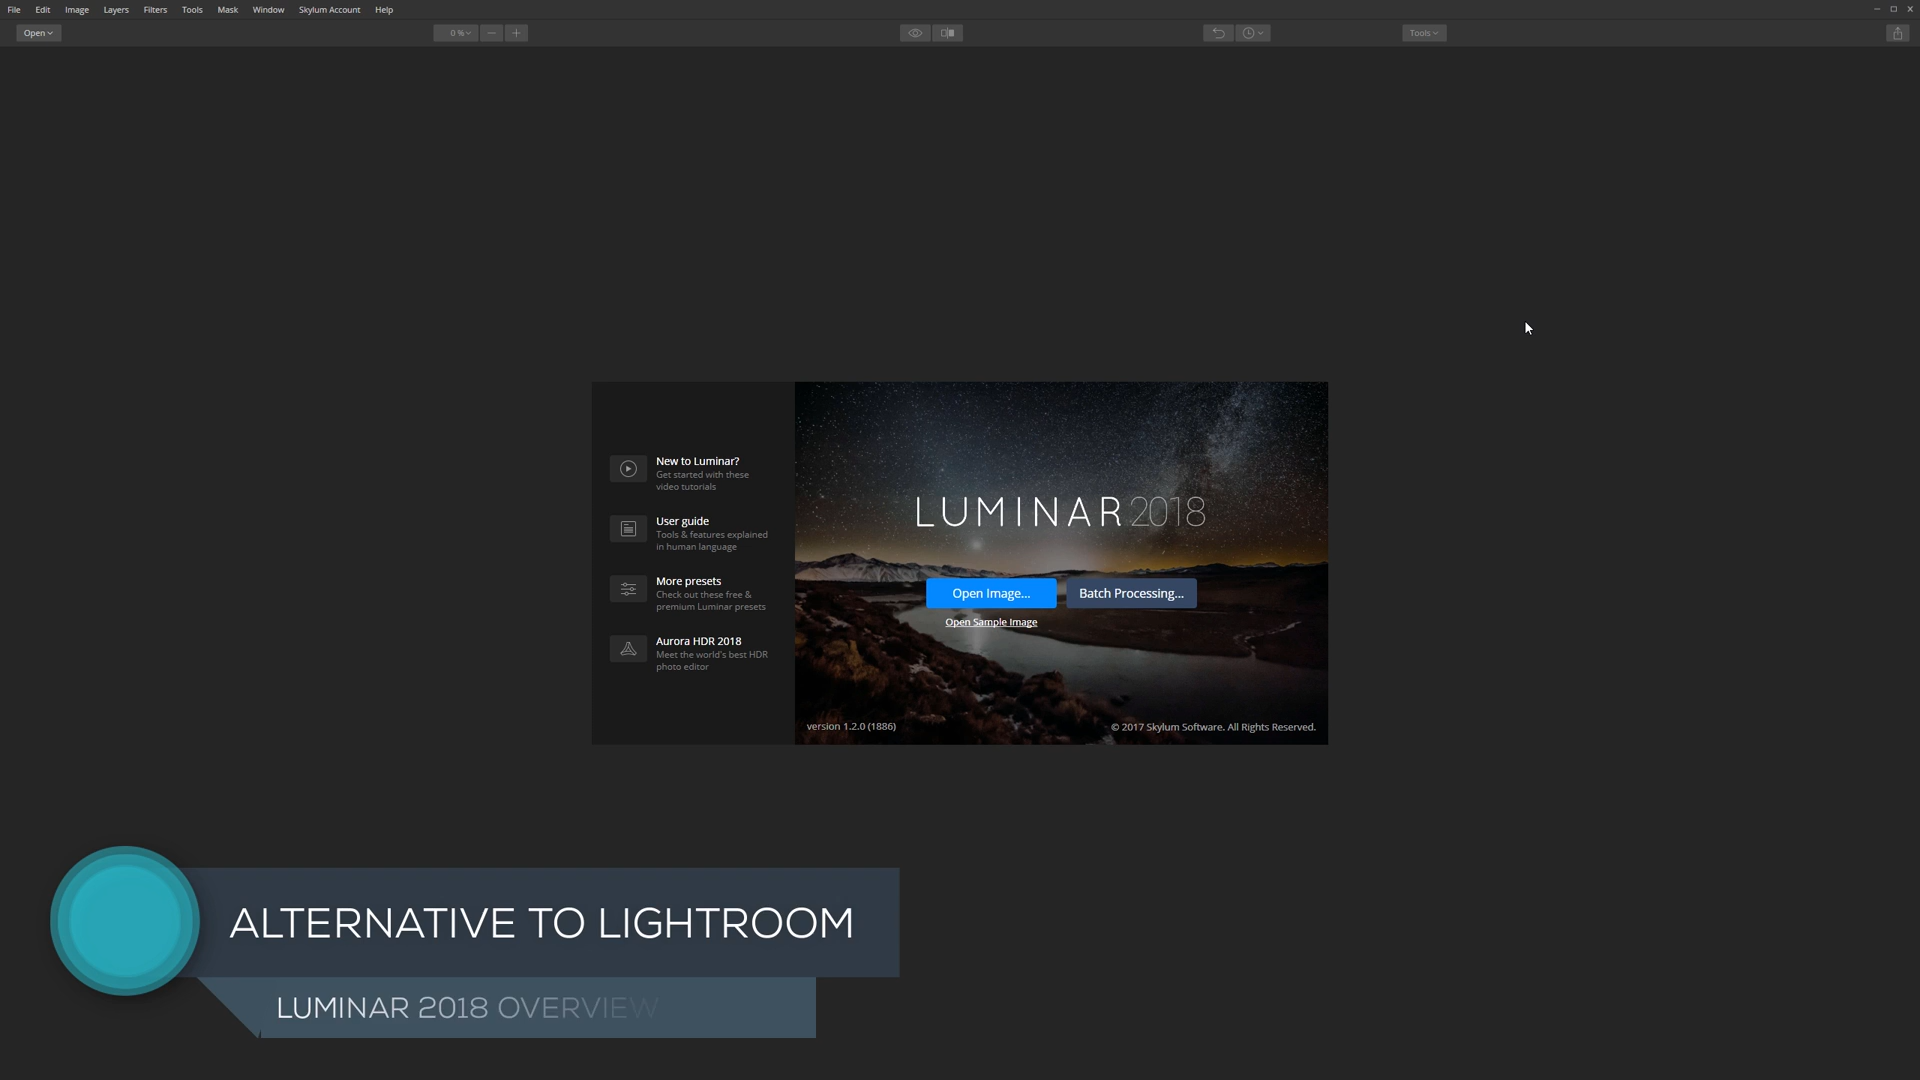 File Edit Image Layers Filters Tools Mask Window Skylum Account Help
Open 0 % Tools
New to Luminar?
Get started with these
video tutorials
User guide
Tools & features explained
in human language
More presets
Check out these free &
premium Luminar presets
Aurora HDR 2018
Meet the world's best HDR
photo editor
LUMINAR 2018
Open Image... Batch Processing...
Open Sample Image
version 1.2.0 (1886) © 2017 Skylum Software. All Rights Reserved.
ALTERNATIVE TO LIGHTROOM
LUMINAR 2018 OVERVIEW